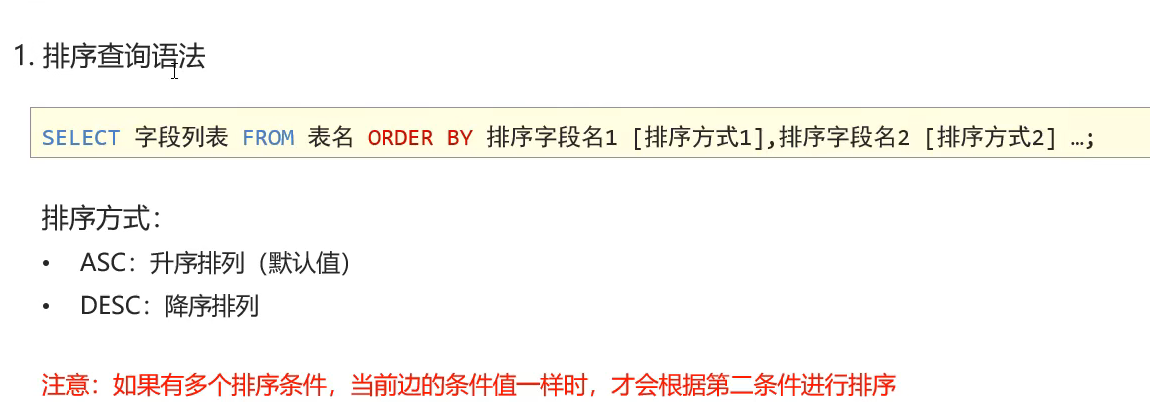 1. 排序查询语法
SELECT 字段列表 FROM 表名 ORDER BY 排序字段名1 [排序方式1],排序字段名2 [排序方式2] …;
排序方式：
• ASC：升序排列（默认值）
• DESC：降序排列
注意：如果有多个排序条件，当前边的条件值一样时，才会根据第二条件进行排序